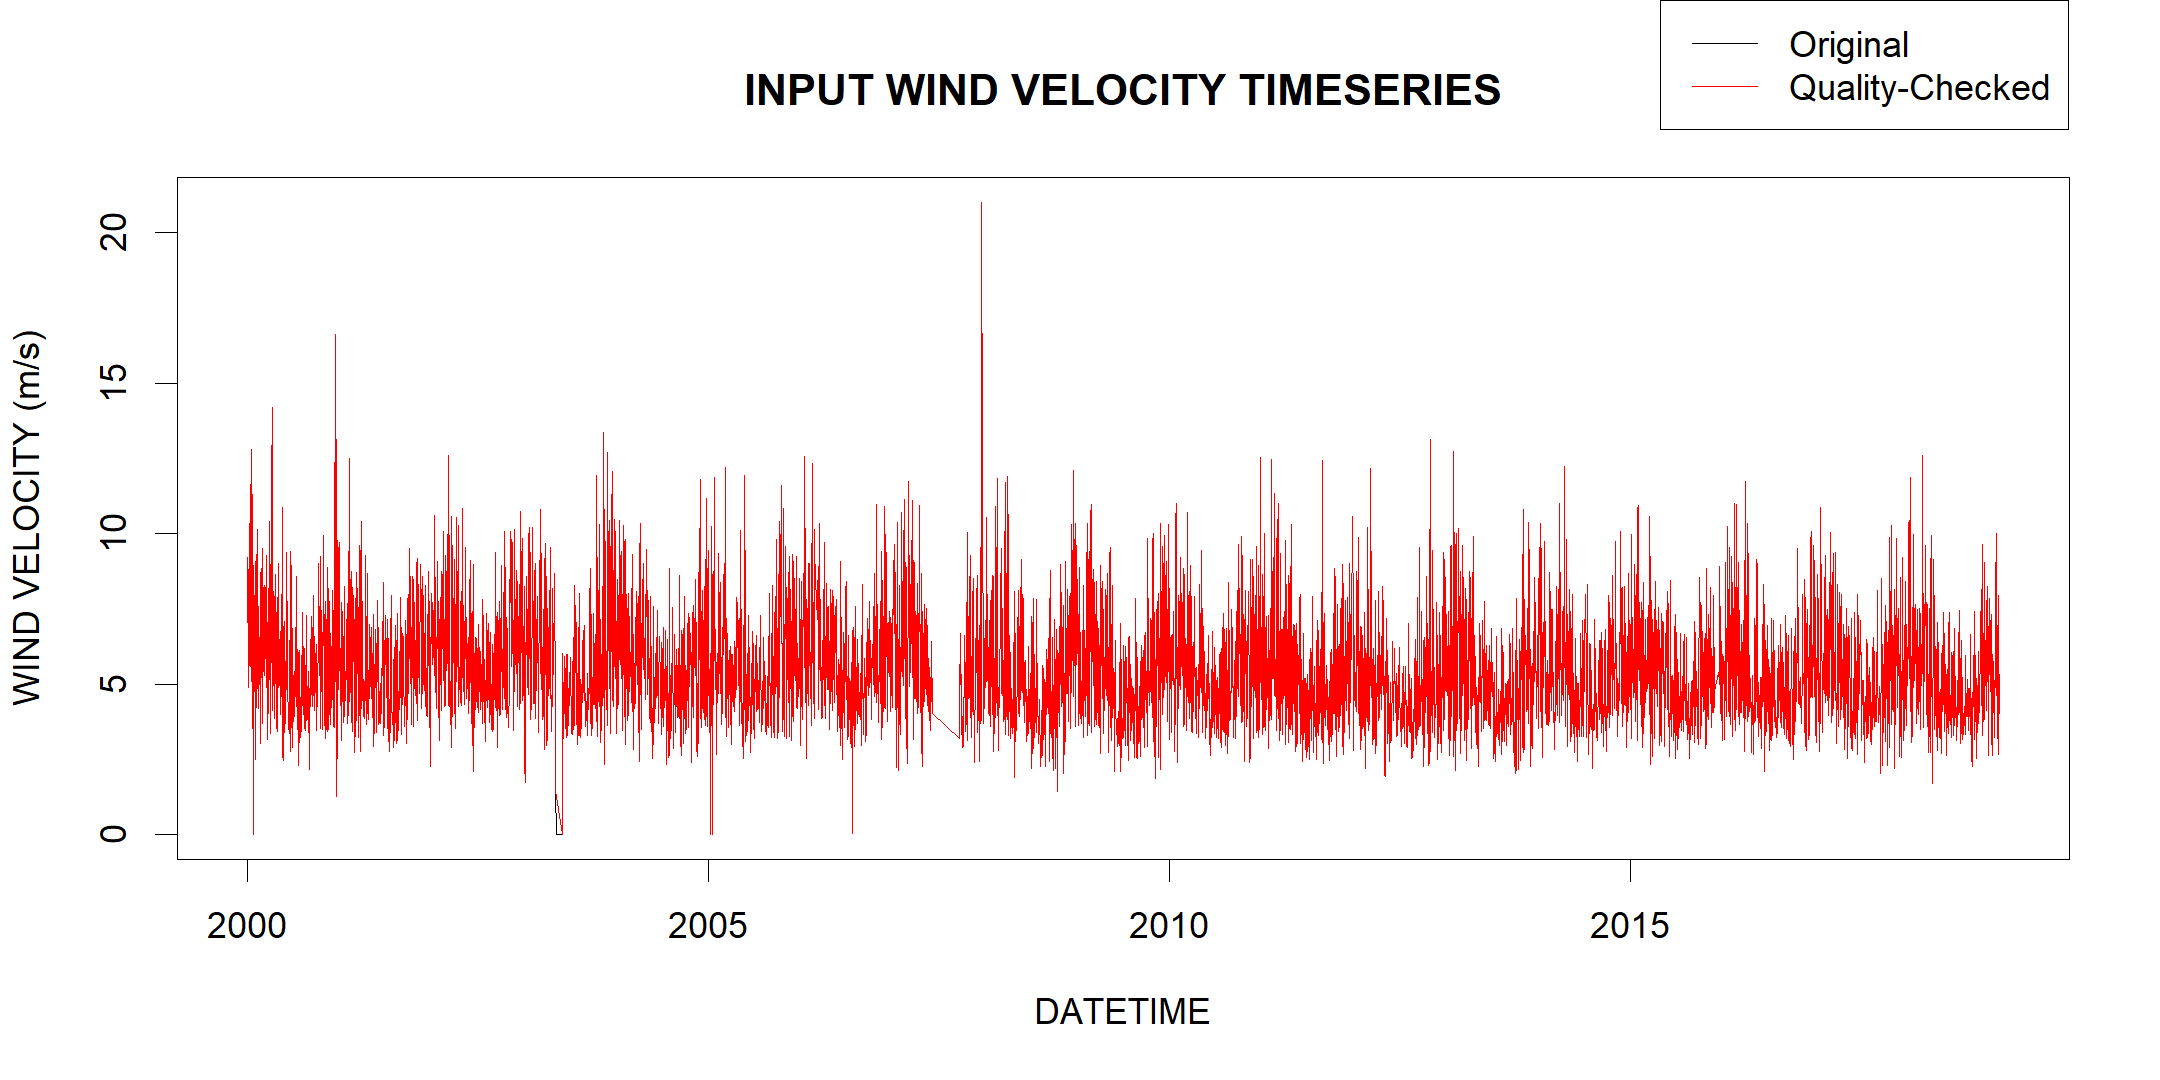 Original
Quality-Checked
INPUT WIND VELOCITY TIMESERIES
WIND VELOCITY (m/s)
20
15
10
5
0
2000 2005 2010 2015
DATETIME